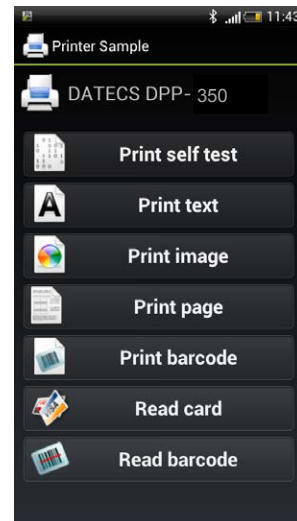 11:43
Printer Sample
DATECS DPP- 350
Print self test
Print text
Print image
Print page
Print barcode
Read card
Read barcode